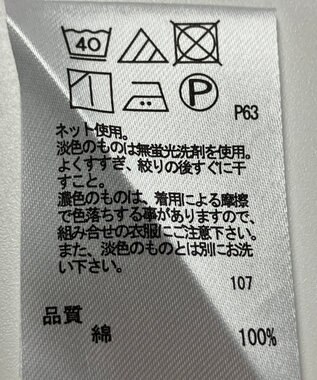 40
P
P63
ネット使用。
淡色のものは無蛍光洗剤を使用。
よくすすぎ、絞りの後すぐに干
すこと。
濃色のものは、着用による摩擦
で色落ちする事がありますので、
組み合せの衣服にご注意下さい。
また、淡色のものとは別にお洗
い下さい。
107
品質
綿 100%